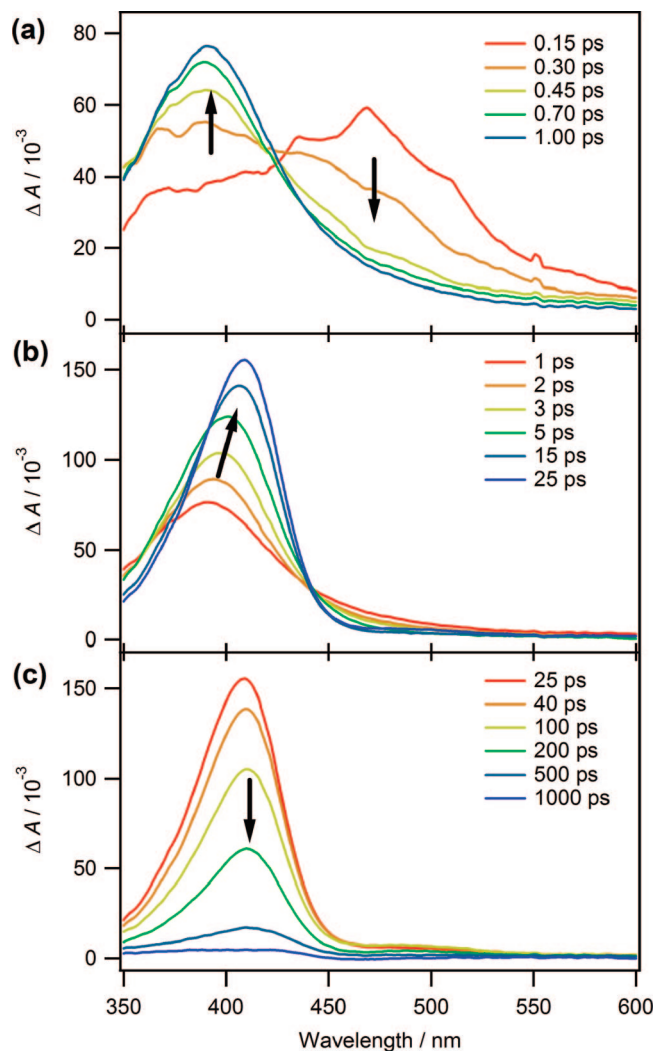 (a)
80
60
40
20
0
Δ A / 10⁻³
0.15 ps
0.30 ps
0.45 ps
0.70 ps
1.00 ps
(b)
150
100
50
0
Δ A / 10⁻³
1 ps
2 ps
3 ps
5 ps
15 ps
25 ps
(c)
150
100
50
0
Δ A / 10⁻³
25 ps
40 ps
100 ps
200 ps
500 ps
1000 ps
350 400 450 500 550 600
Wavelength / nm